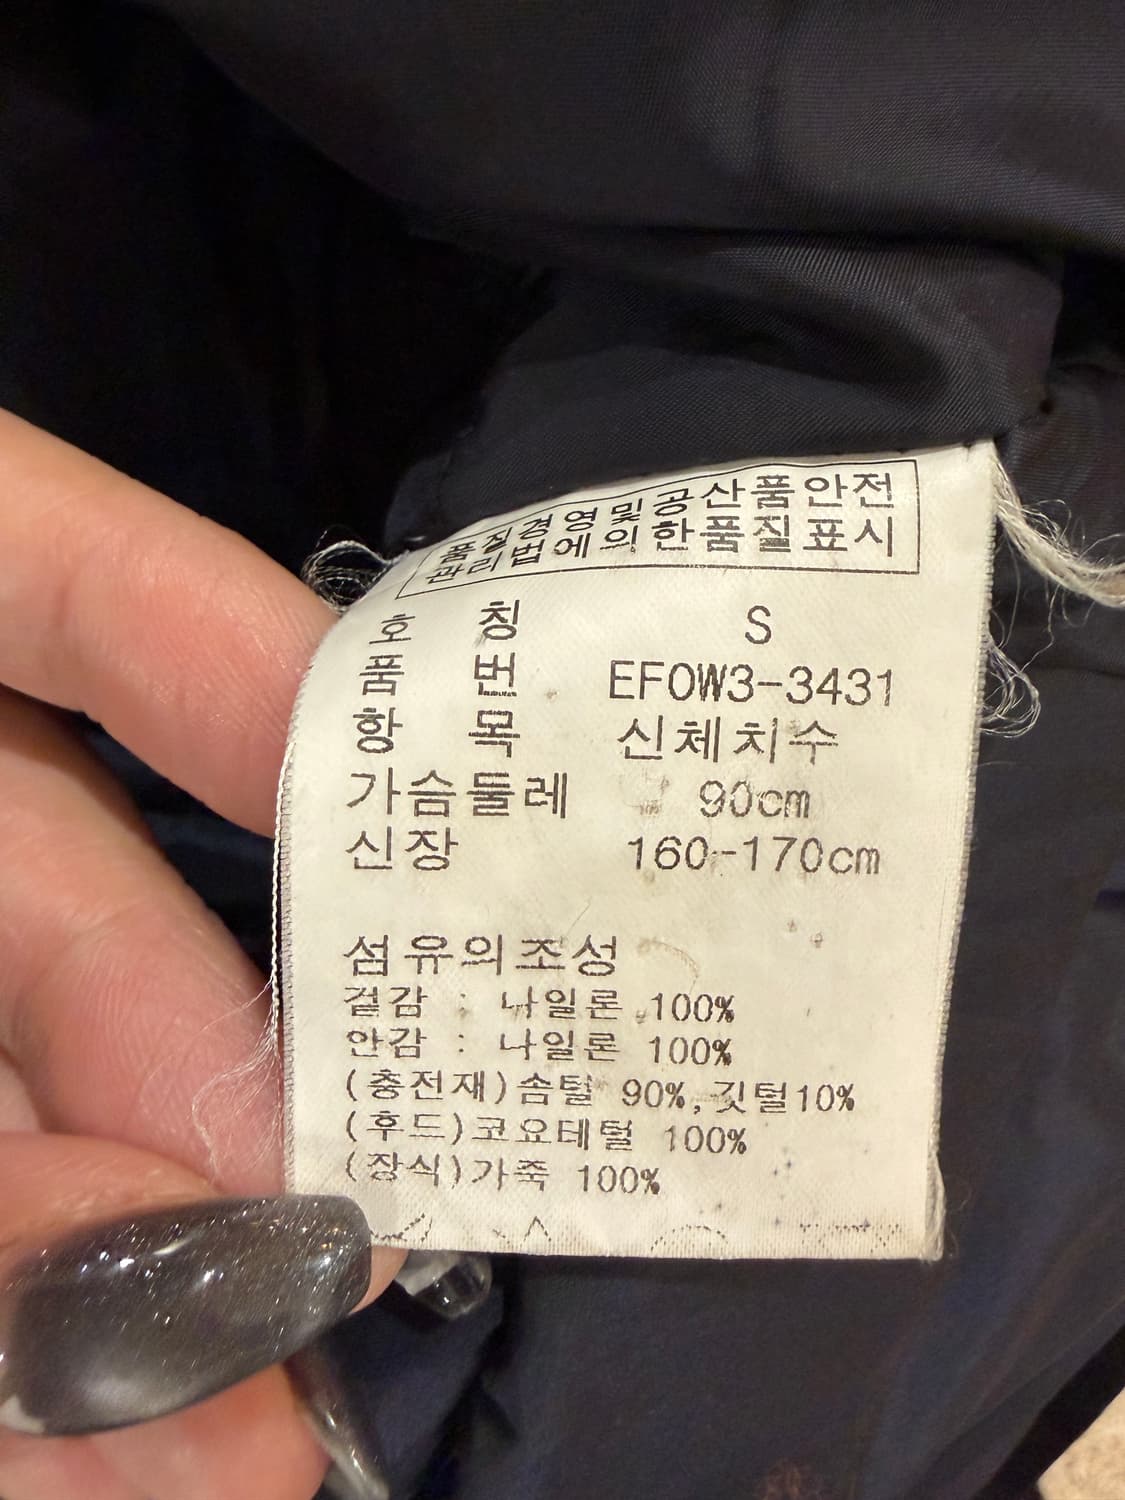 품질경영및공산품안전
관리법에의한품질표시
호 칭 S
품 번 EFOW3-3431
항 목 신체치수
가슴둘레 90cm
신장 160-170cm
섬유의조성
겉감 : 나일론 100%
안감 : 나일론 100%
(충전재)솜털 90%,깃털10%
(후드)코요테털 100%
(장식)가죽 100%